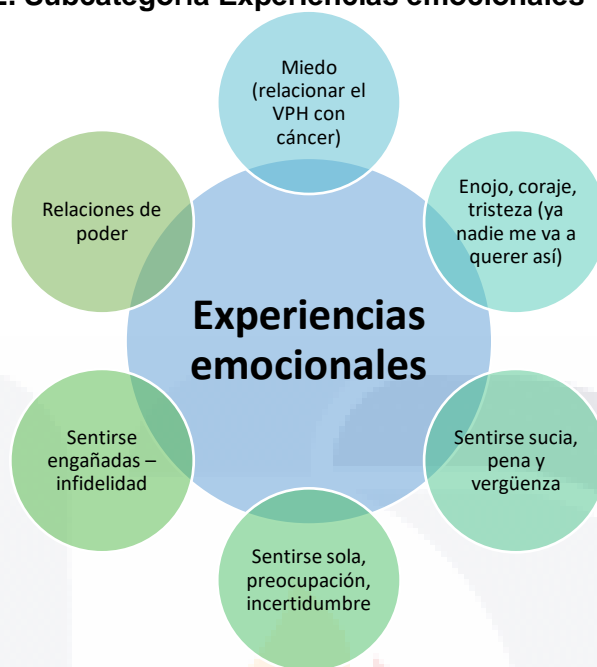 Subcategoría Experiencias emocionales
Miedo
(relacionar el
VPH con
cáncer)
Enojo, coraje,
tristeza (ya
nadie me va a
querer así)
Sentirse sucia,
pena y
vergüenza
Sentirse sola,
preocupación,
incertidumbre
Sentirse
engañadas –
infidelidad
Relaciones de
poder
Experiencias
emocionales